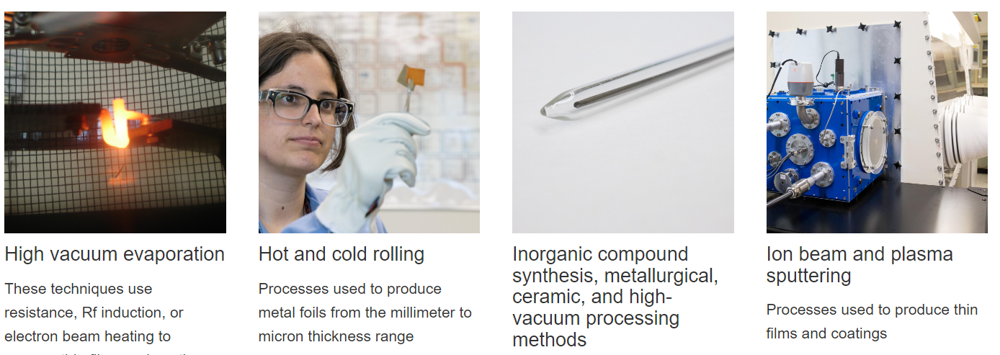 High vacuum evaporation
These techniques use
resistance, Rf induction, or
electron beam heating to
Hot and cold rolling
Processes used to produce
metal foils from the millimeter to
micron thickness range
Inorganic compound
synthesis, metallurgical,
ceramic, and high-
vacuum processing
methods
Ion beam and plasma
sputtering
Processes used to produce thin
films and coatings